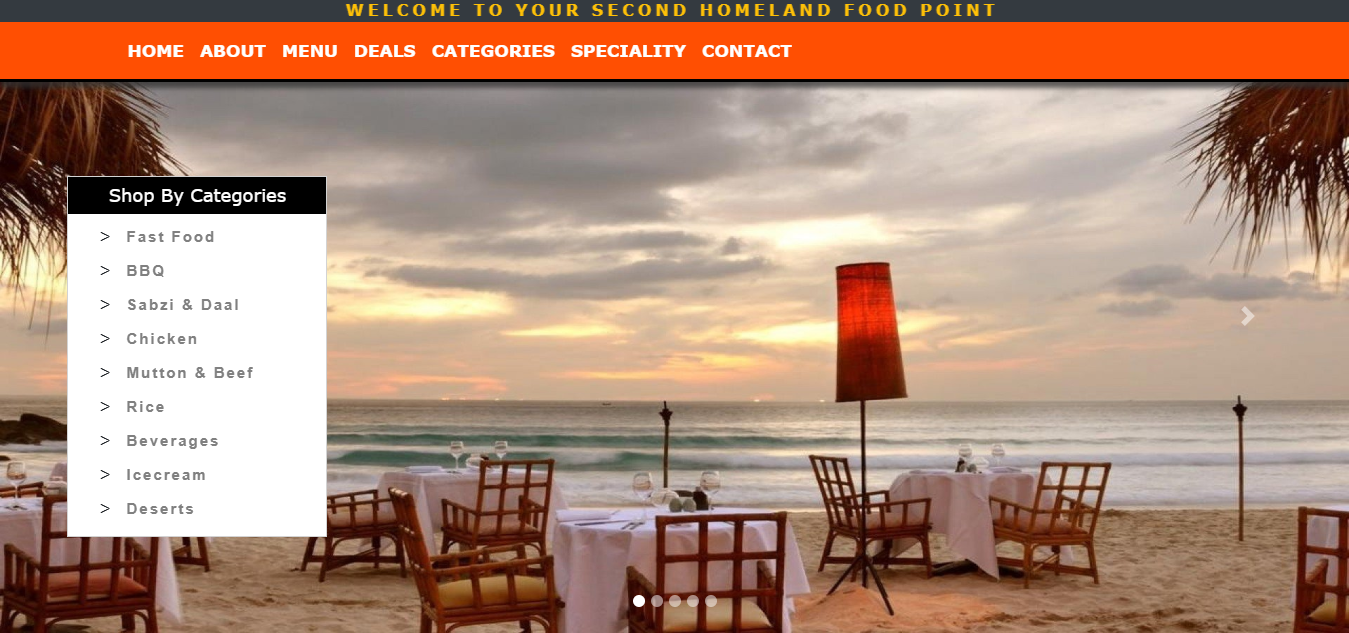 WELCOME TO YOUR SECOND HOMELAND FOOD POINT
HOME ABOUT MENU DEALS CATEGORIES SPECIALITY CONTACT
Shop By Categories
> Fast Food
> BBQ
> Sabzi & Daal
> Chicken
> Mutton & Beef
> Rice
> Beverages
> Icecream
> Deserts